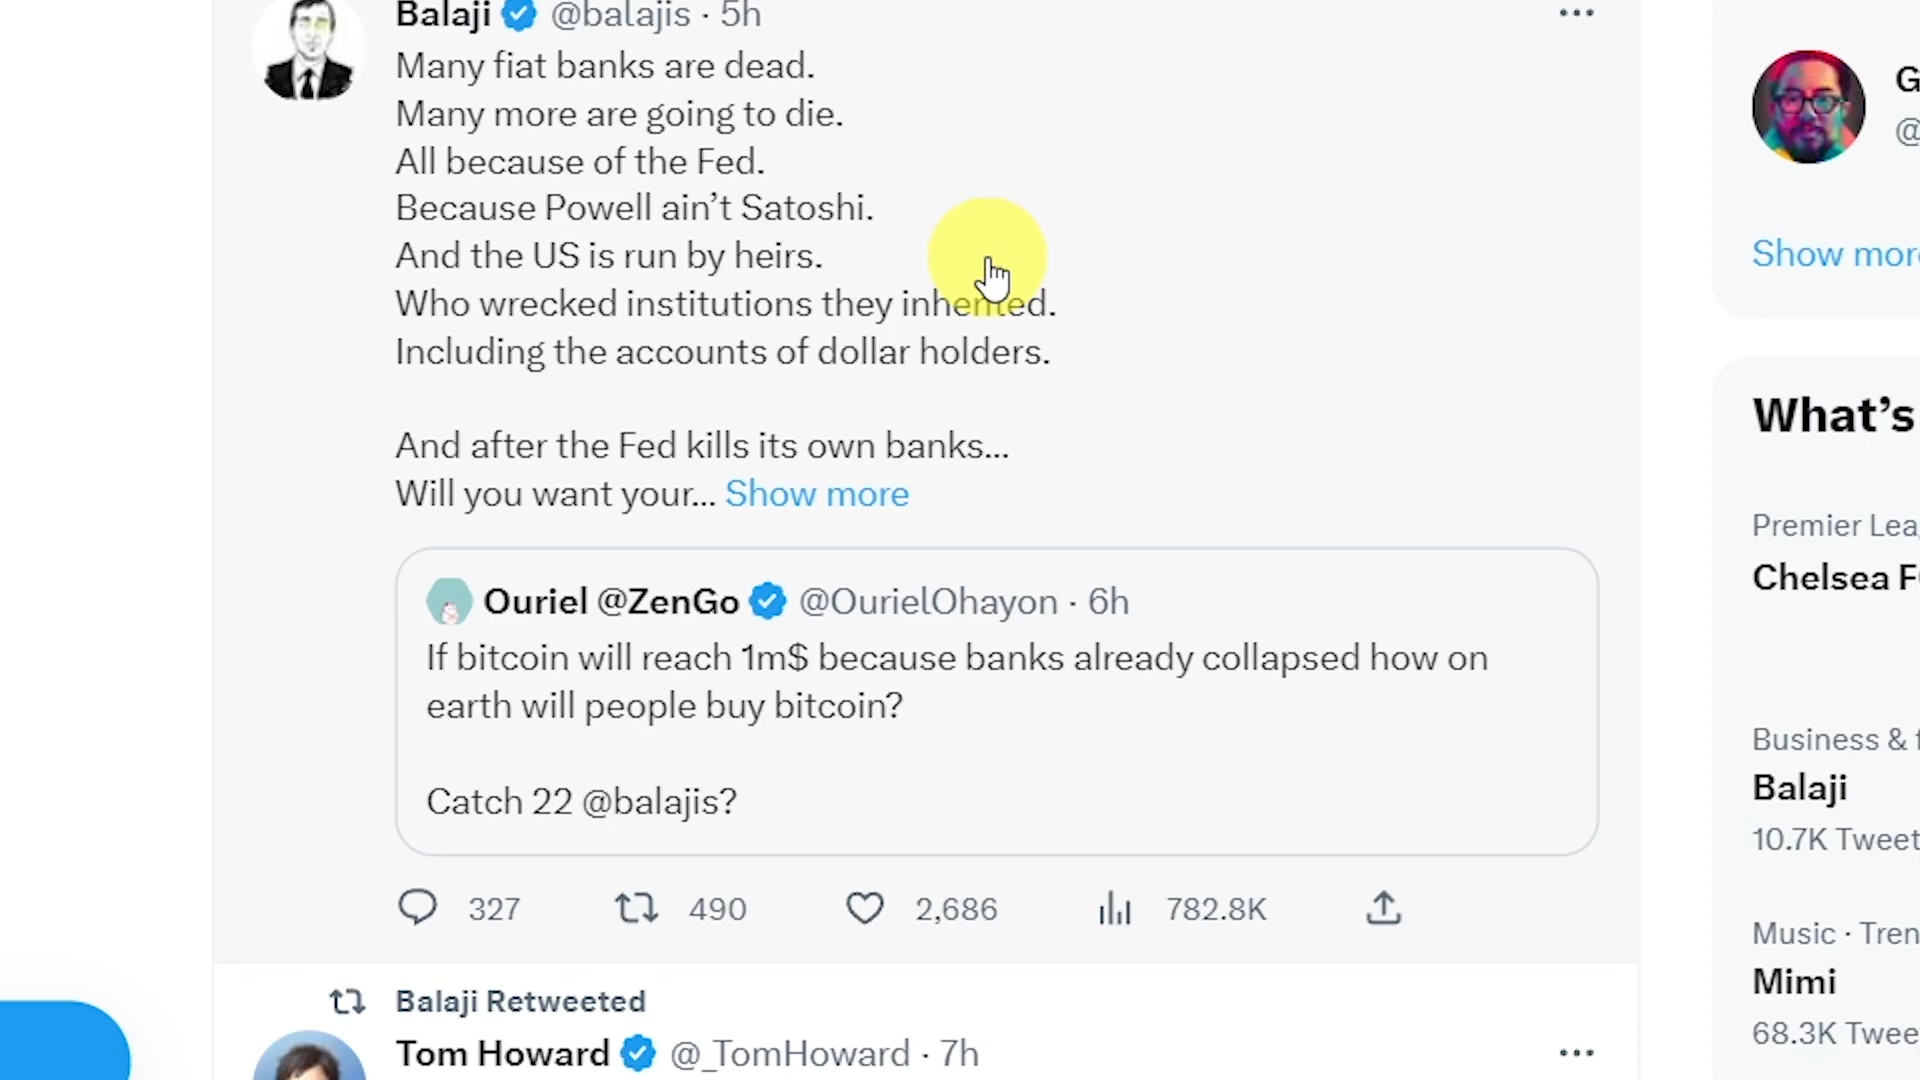 Balaji @balajis · 5h
Many fiat banks are dead.
Many more are going to die.
All because of the Fed.
Because Powell ain’t Satoshi.
And the US is run by heirs.
Who wrecked institutions they inherited.
Including the accounts of dollar holders.
And after the Fed kills its own banks...
Will you want your... Show more
Ouriel @ZenGo @OurielOhayon · 6h
If bitcoin will reach 1m$ because banks already collapsed how on
earth will people buy bitcoin?
Catch 22 @balajis?
327 490 2,686 782.8K
Balaji Retweeted
Tom Howard @_TomHoward · 7h
G
@
Show more
What’s
Premier Lea
Chelsea F
Business & f
Balaji
10.7K Tweet
Music · Tren
Mimi
68.3K Twee